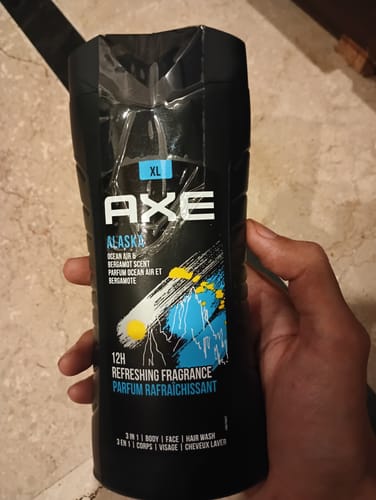 XL
AXE
ALASKA
OCEAN AIR &
BERGAMOT SCENT
PARFUM OCEAN AIR ET
BERGAMOTE
12H
REFRESHING FRAGRANCE
PARFUM RAFRAÎCHISSANT
3 IN 1 | BODY | FACE | HAIR WASH
3 EN 1 | CORPS | VISAGE | CHEVEUX LAVER